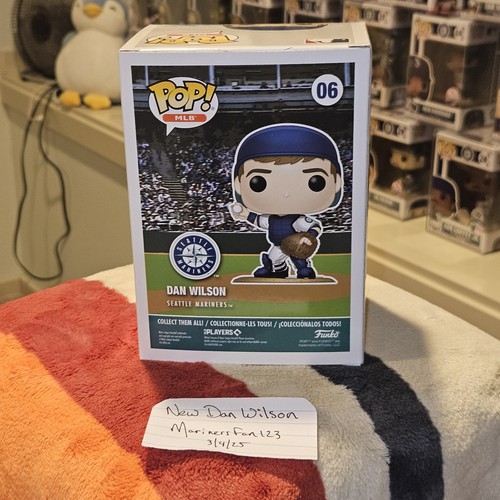 POP!
MLB
06
SEATTLE
MARINERS
DAN WILSON
SEATTLE MARINERS™
COLLECT THEM ALL! / COLLECTIONNE-LES TOUS! / ¡COLECCIÓNALOS TODOS!
PLAYERS
Funko
New Dan Wilson
MarinersFan123
3/4/25